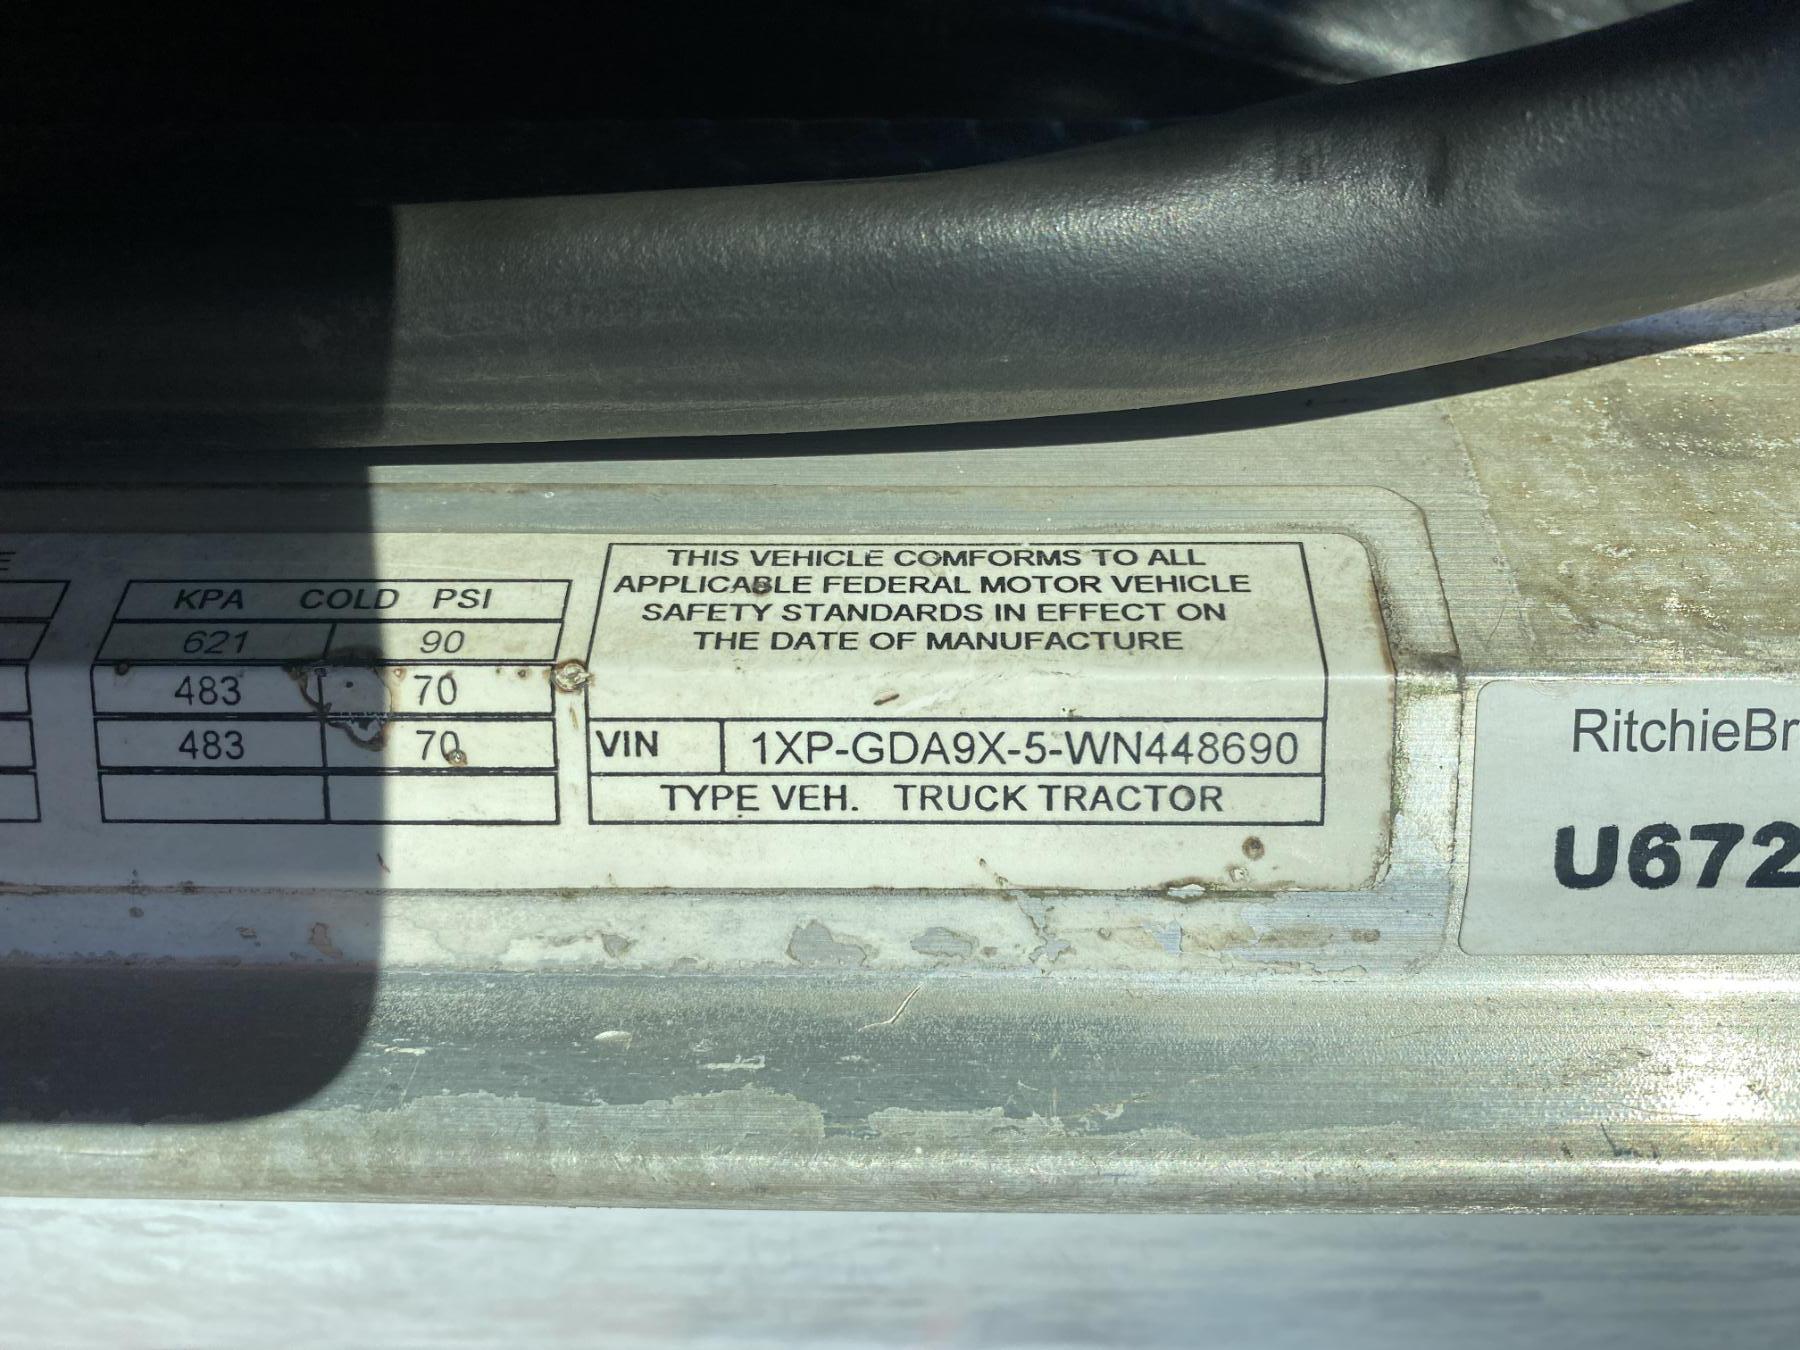 E
KPA COLD PSI
621 90
483 70
483 70
THIS VEHICLE COMFORMS TO ALL
APPLICABLE FEDERAL MOTOR VEHICLE
SAFETY STANDARDS IN EFFECT ON
THE DATE OF MANUFACTURE
VIN 1XP-GDA9X-5-WN448690
TYPE VEH. TRUCK TRACTOR
RitchieBr
U672